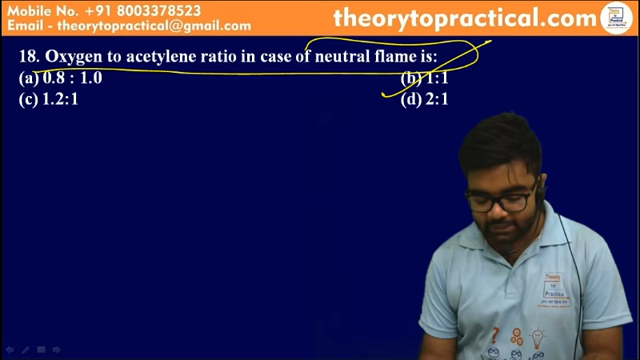 Mobile No. +91 8003378523
Email - theorytopractical@gmail.com
theorytopractical.com
18. Oxygen to acetylene ratio in case of neutral flame is:
(a) 0.8 : 1.0
(b) 1:1
(c) 1.2:1
(d) 2:1
Theory
to
Practical